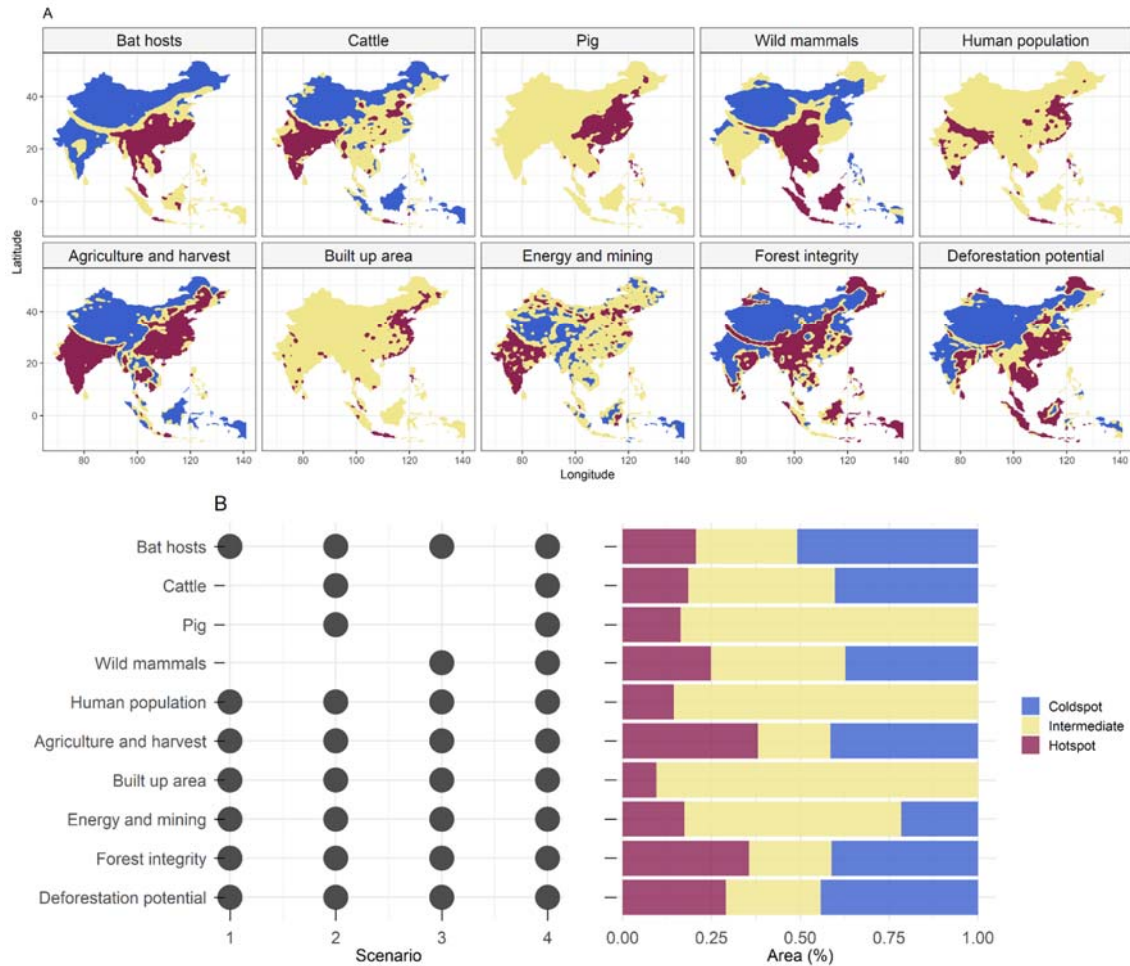 A
Bat hosts Cattle Pig Wild mammals Human population
40
20
0
Agriculture and harvest Built up area Energy and mining Forest integrity Deforestation potential
40
20
0
Latitude
80 100 120 140 80 100 120 140 80 100 120 140 80 100 120 140 80 100 120 140
Longitude
B
Bat hosts
Cattle
Pig
Wild mammals
Human population
Agriculture and harvest
Built up area
Energy and mining
Forest integrity
Deforestation potential
1 2 3 4
Scenario
0.00 0.25 0.50 0.75 1.00
Area (%)
Coldspot
Intermediate
Hotspot